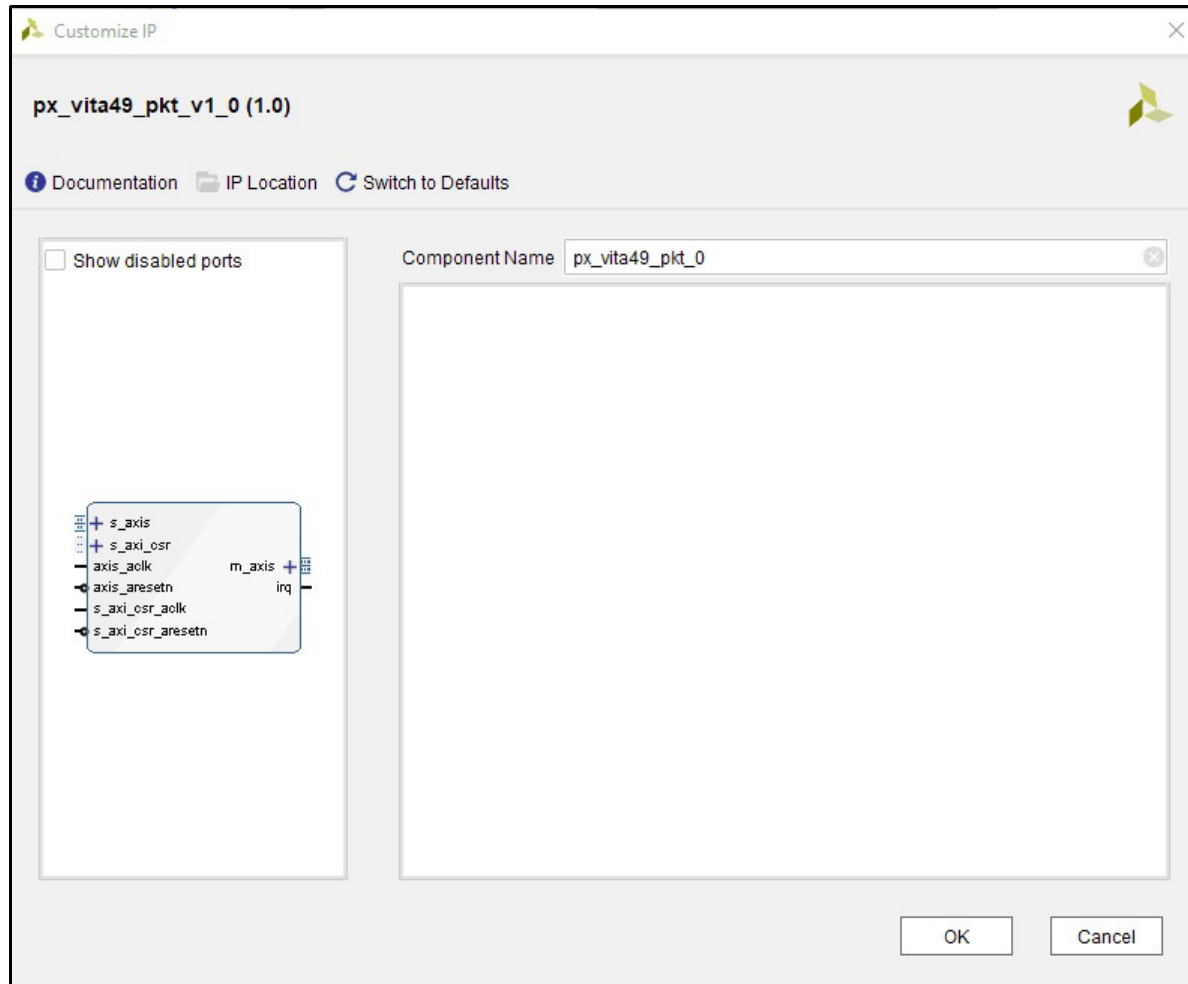 Customize IP
px_vita49_pkt_v1_0 (1.0)
Documentation IP Location Switch to Defaults
Show disabled ports
Component Name px_vita49_pkt_0
s_axis
s_axi_csr
axis_aclk m_axis
axis_aresetn irq
s_axi_csr_aclk
s_axi_csr_aresetn
OK Cancel